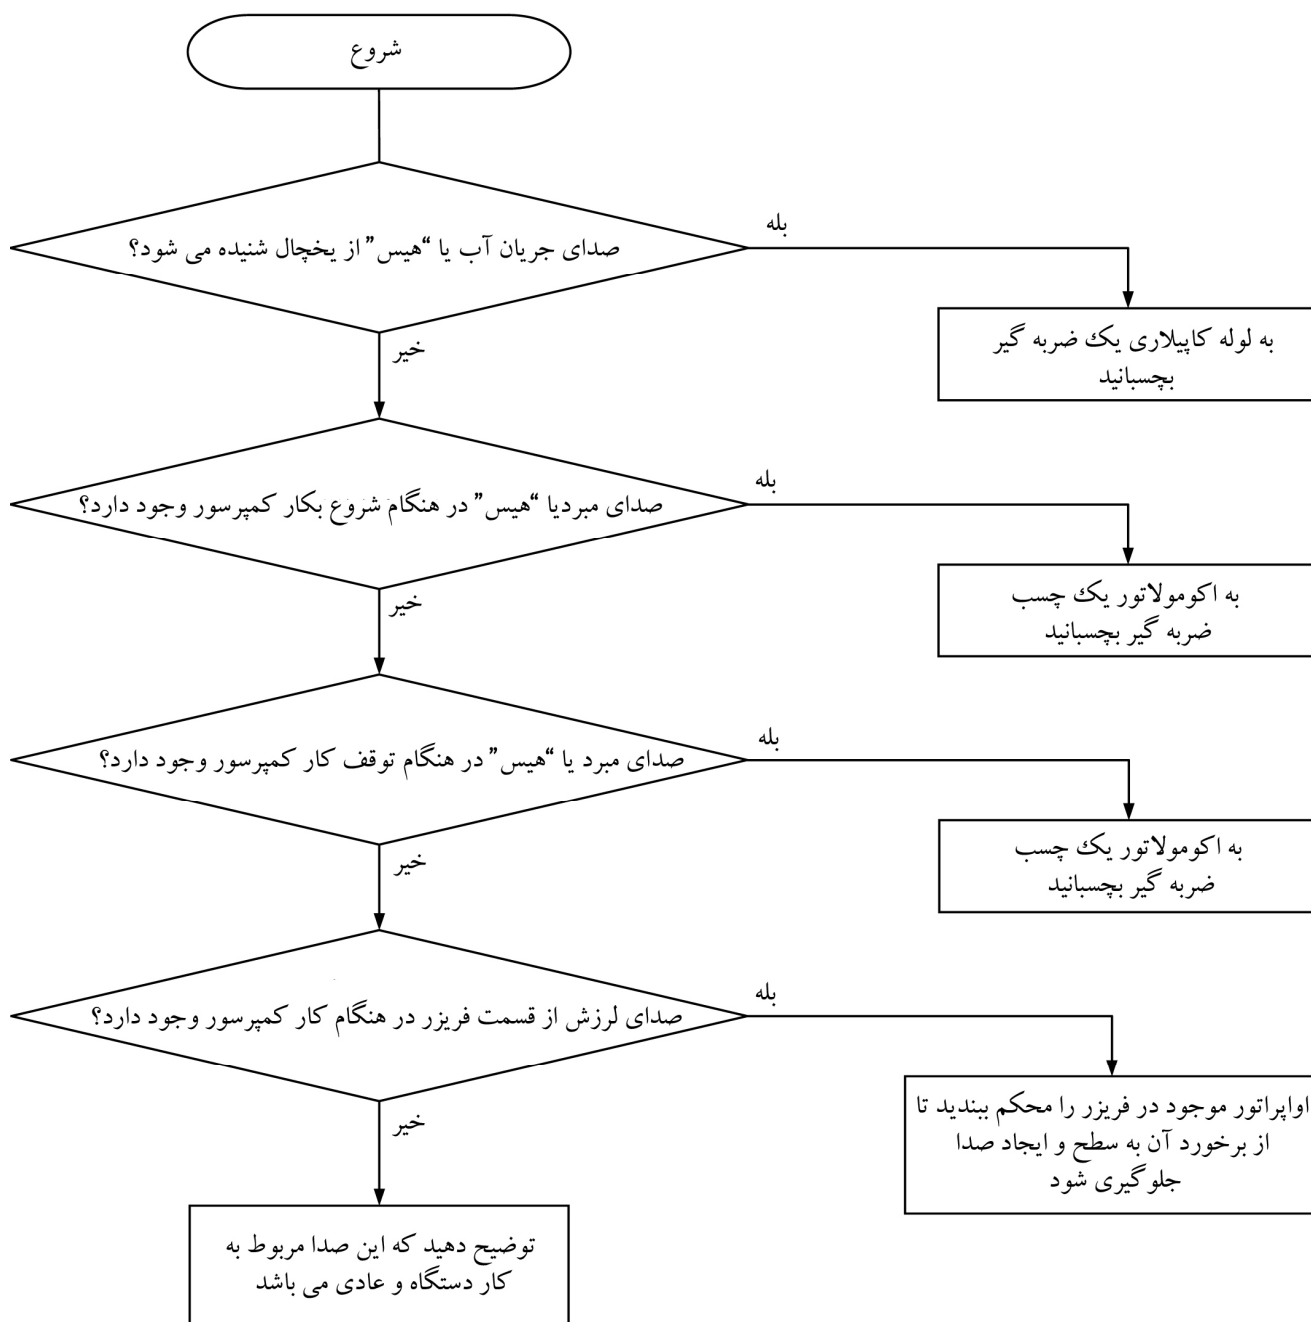 شروع
صدای جریان آب یا “هیس” از یخچال شنیده می شود؟
بله
به لوله کاپیلاری یک ضربه گیر
بچسبانید
خیر
صدای مبردیا “هیس” در هنگام شروع بکار کمپرسور وجود دارد؟
بله
به اکومولاتور یک چسب
ضربه گیر بچسبانید
خیر
صدای مبرد یا “هیس” در هنگام توقف کار کمپرسور وجود دارد؟
بله
به اکومولاتور یک چسب
ضربه گیر بچسبانید
خیر
صدای لرزش از قسمت فریزر در هنگام کار کمپرسور وجود دارد؟
بله
اواپراتور موجود در فریزر را محکم ببندید تا
از برخورد آن به سطح و ایجاد صدا
جلوگیری شود
خیر
توضیح دهید که این صدا مربوط به
کار دستگاه و عادی می باشد